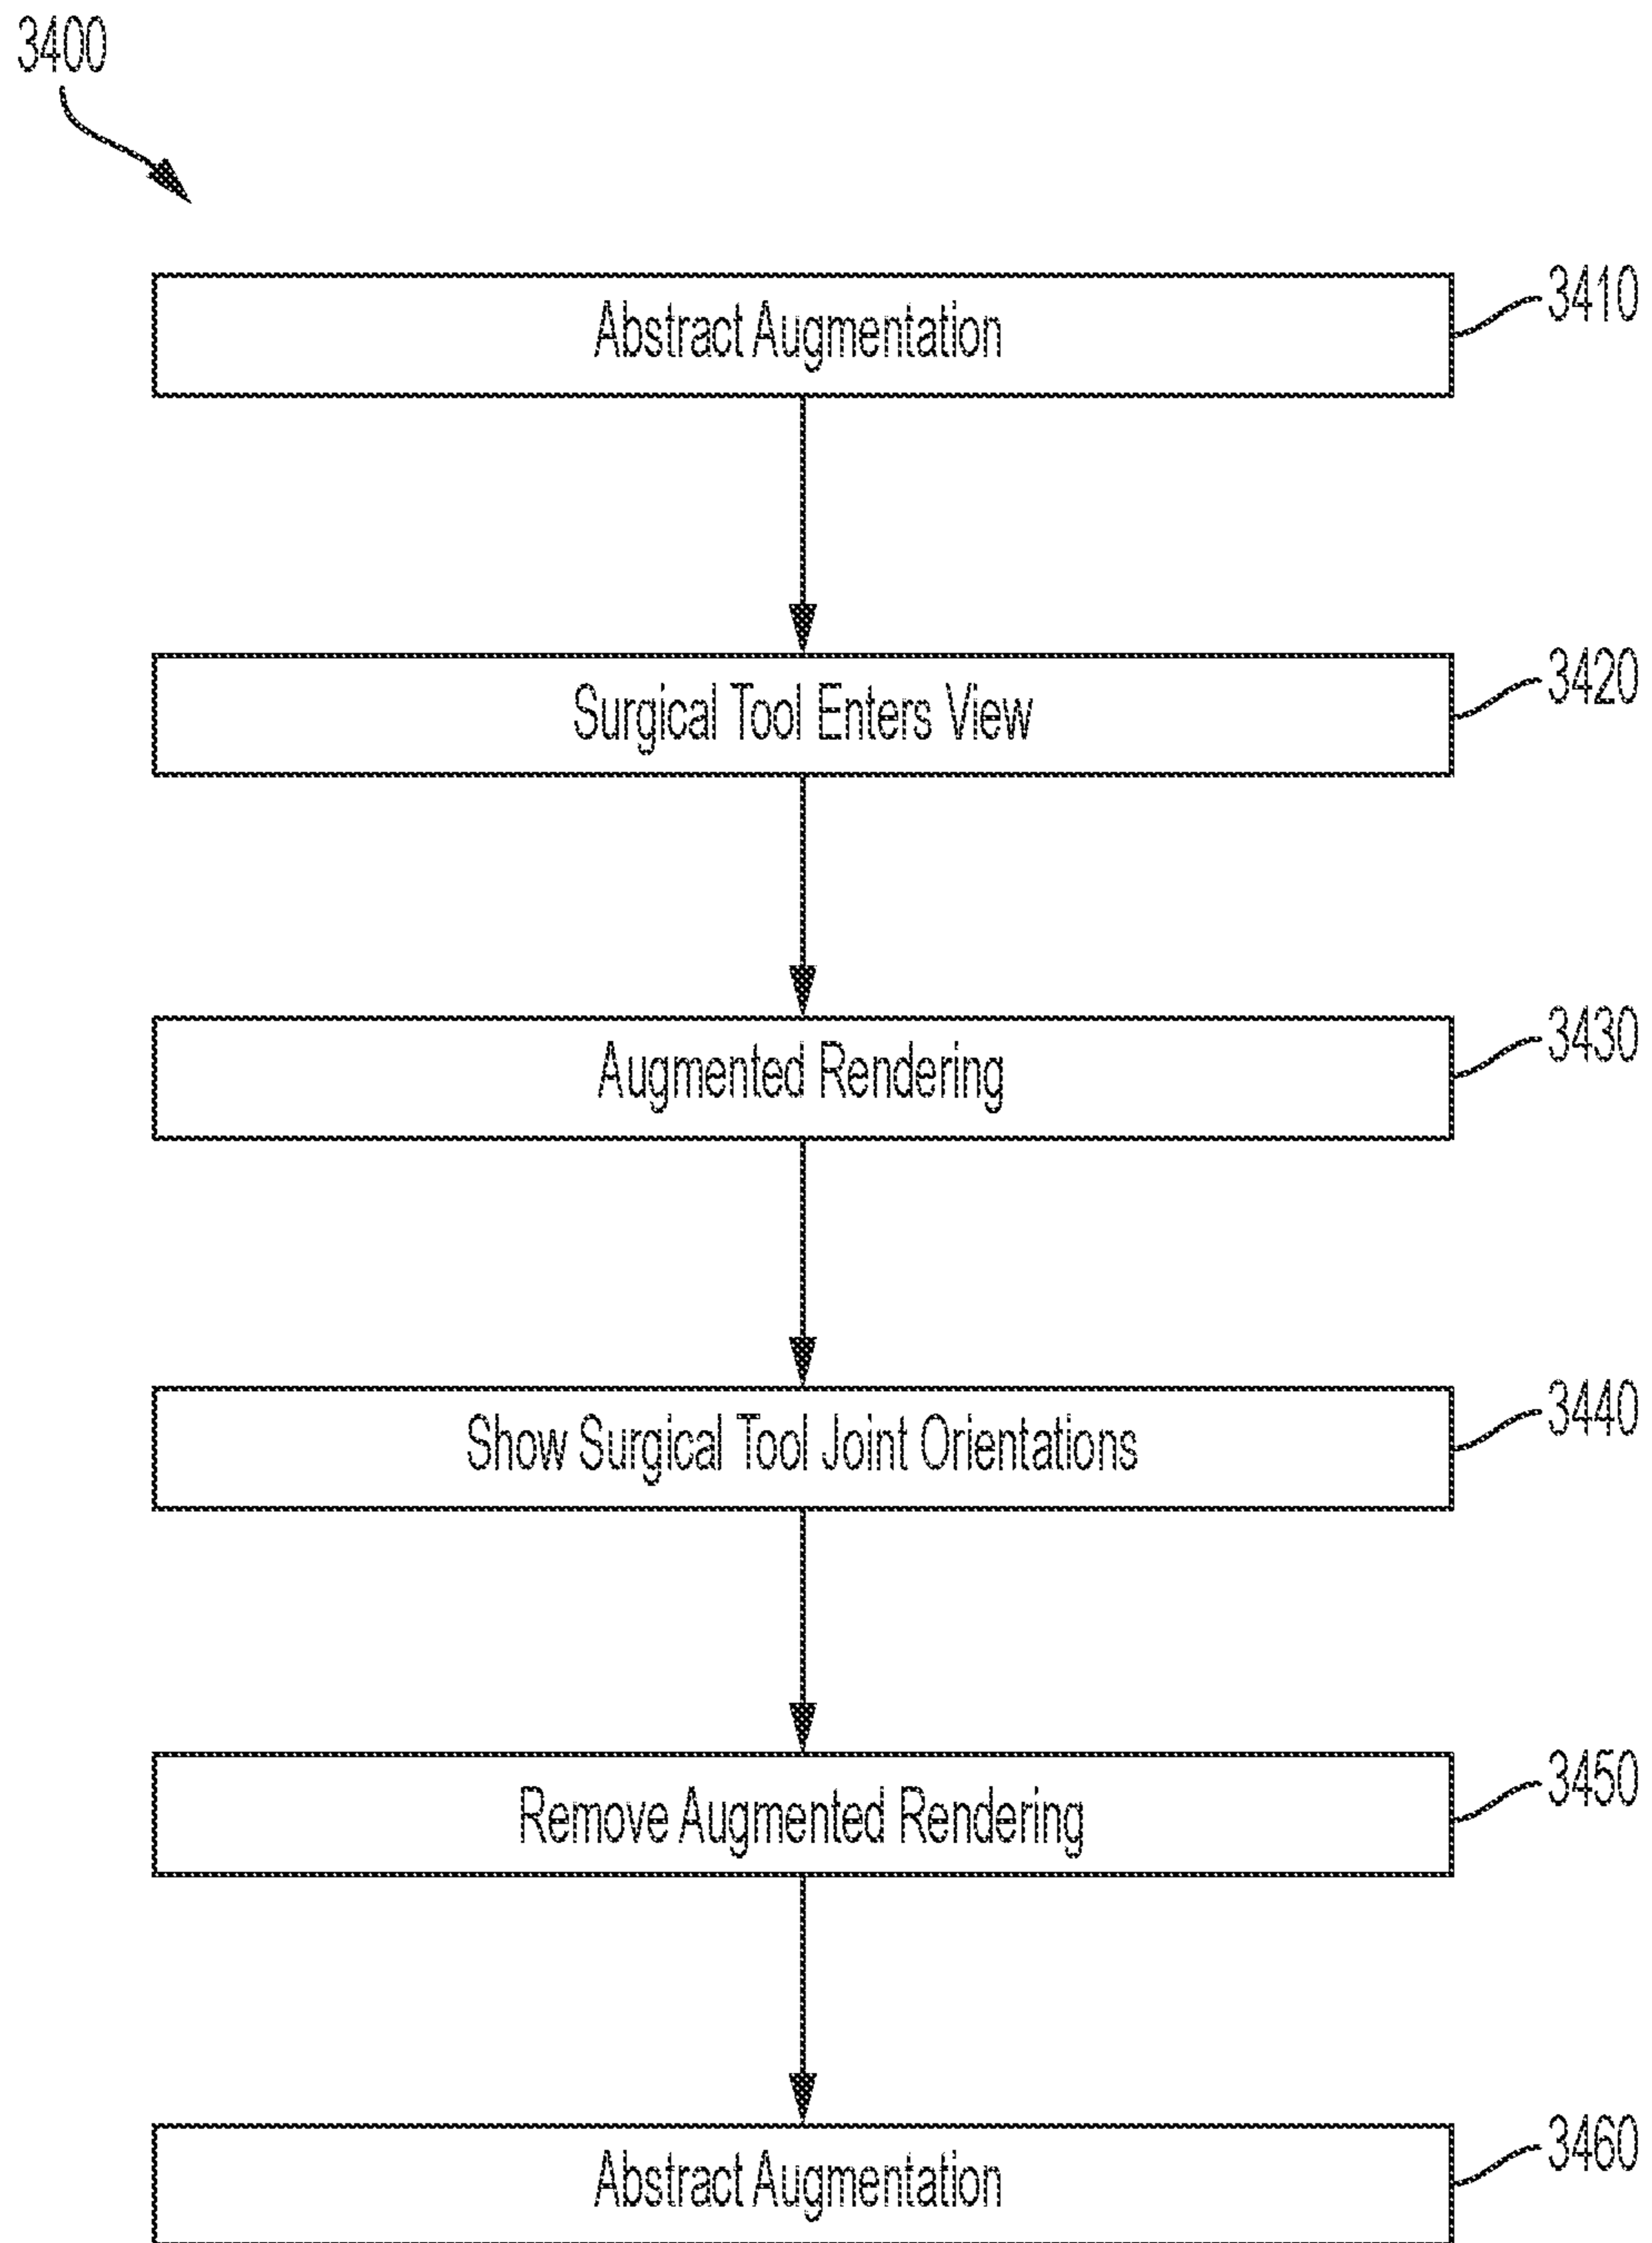 3400
Abstract Augmentation
3410
Surgical Tool Enters View
3420
Augmented Rendering
3430
Show Surgical Tool Joint Orientations
3440
Remove Augmented Rendering
3450
Abstract Augmentation
3460